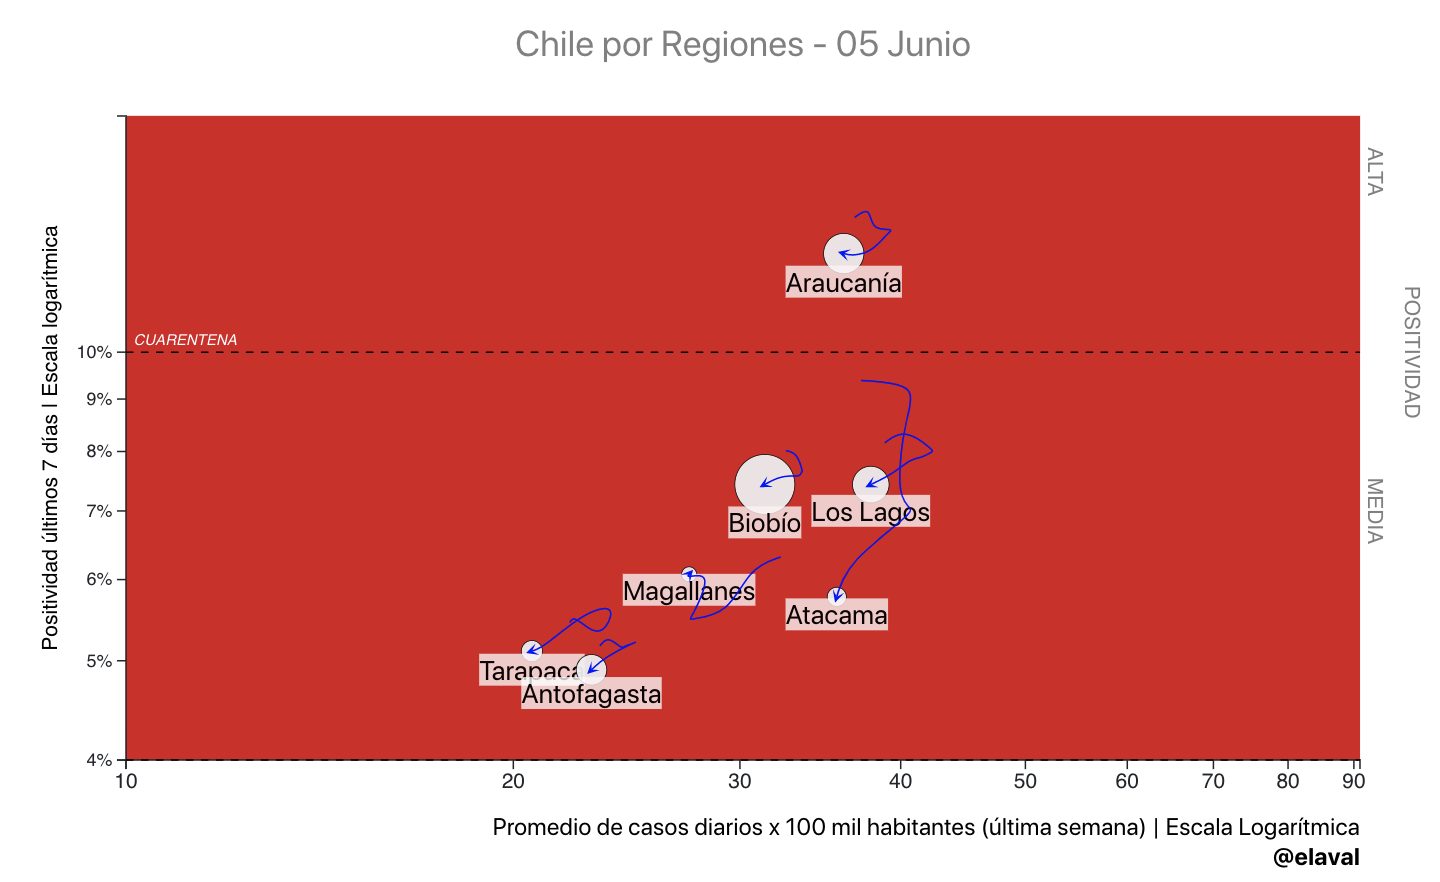 Chile por Regiones - 05 Junio
ALTA
Araucanía
POSITIVIDAD
Positividad últimos 7 días | Escala logarítmica
CUARENTENA
10%
9%
8%
7%
6%
5%
4%
MEDIA
Biobío
Los Lagos
Magallanes
Atacama
Tarapacá
Antofagasta
10 20 30 40 50 60 70 80 90
Promedio de casos diarios x 100 mil habitantes (última semana) | Escala Logarítmica
@elaval